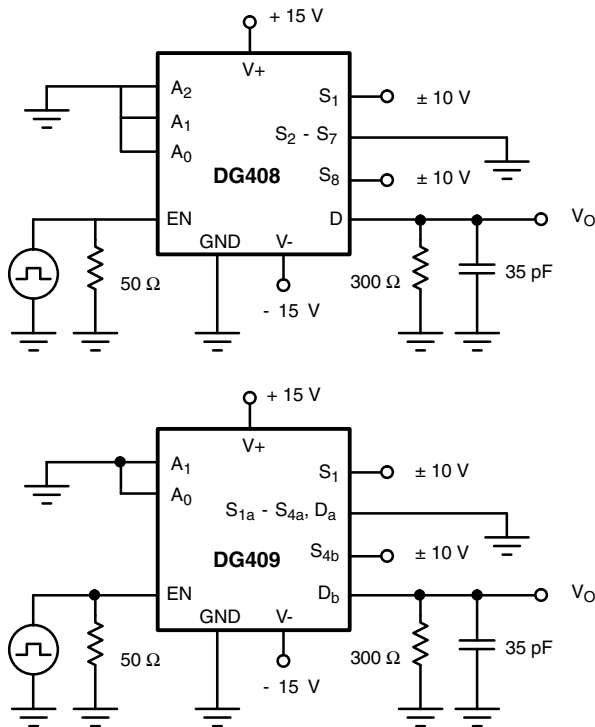 + 15 V
V+
A2
S1
± 10 V
A1
S2 - S7
A0
DG408
S8
± 10 V
EN
D
VO
GND
V-
50 Ω
300 Ω
35 pF
- 15 V
+ 15 V
V+
A1
S1
± 10 V
A0
S1a - S4a, Da
S4b
± 10 V
DG409
EN
Db
VO
GND
V-
50 Ω
300 Ω
35 pF
- 15 V